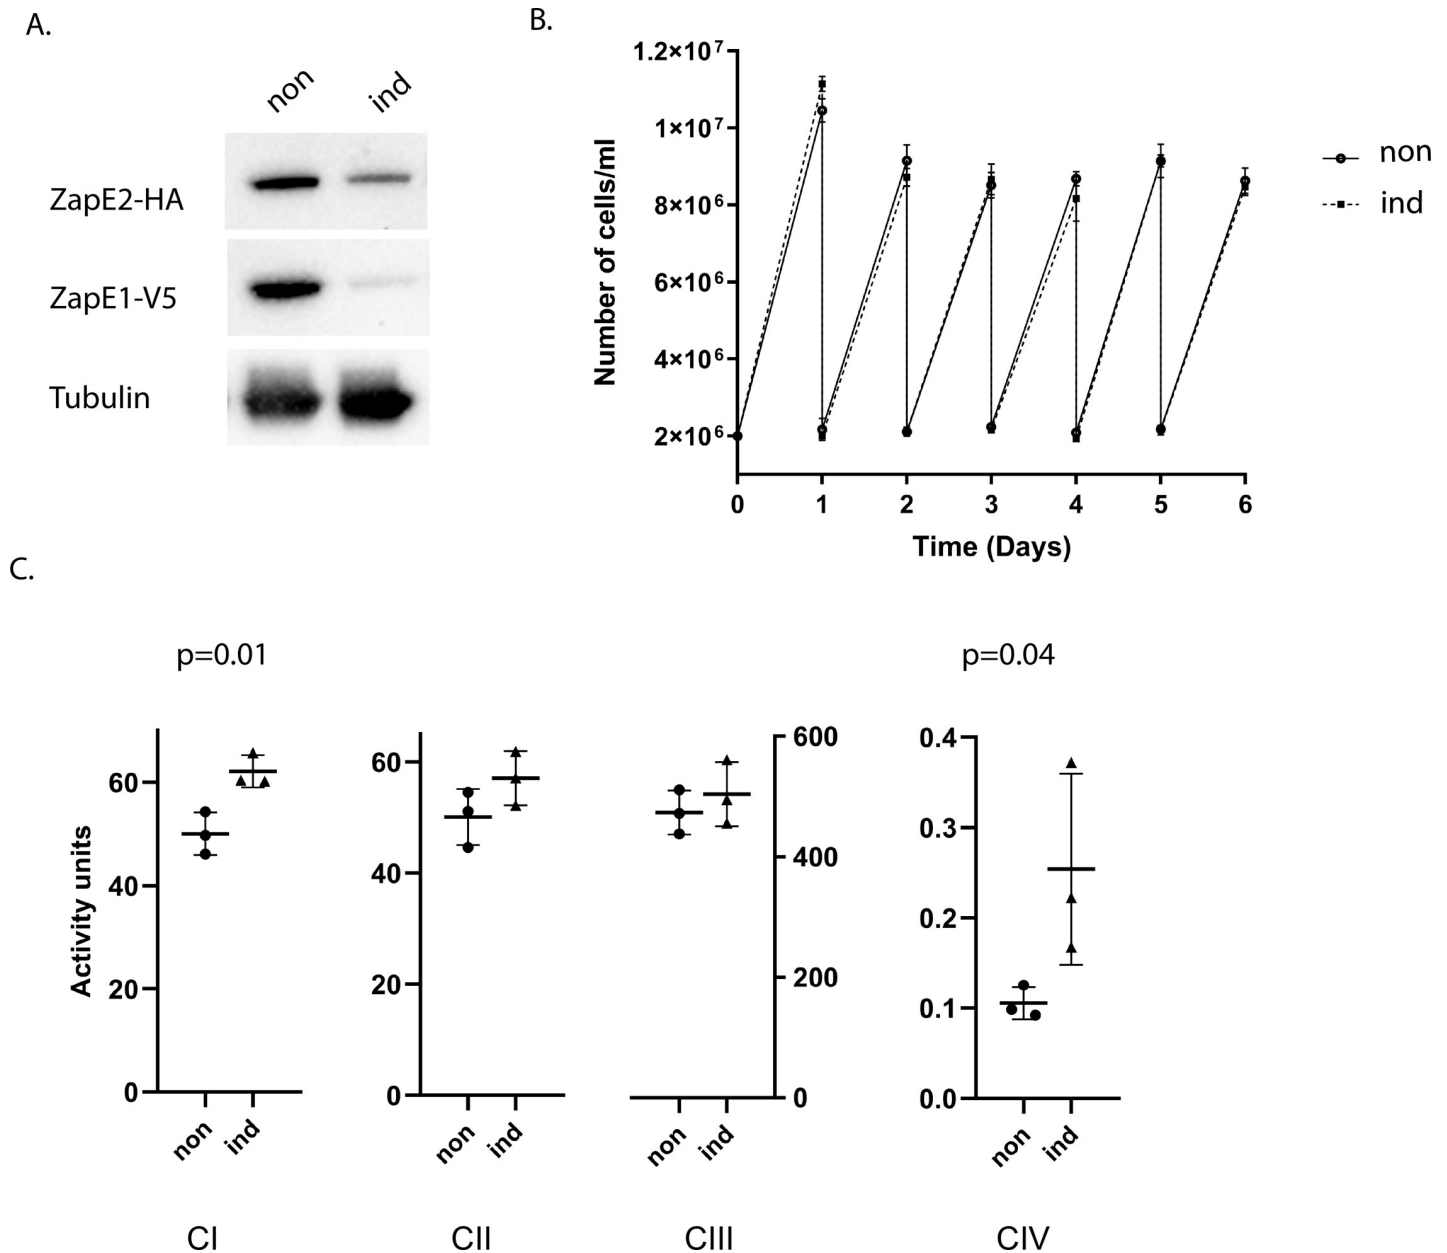 A.
non ind
ZapE2-HA
ZapE1-V5
Tubulin
B.
1.2×10⁷
1×10⁷
8×10⁶
6×10⁶
4×10⁶
2×10⁶
Number of cells/ml
0 1 2 3 4 5 6
Time (Days)
non
ind
C.
p=0.01
Activity units
60
40
20
0
non ind
CI
60
40
20
0
non ind
CII
600
400
200
0
non ind
CIII
p=0.04
0.4
0.3
0.2
0.1
0.0
non ind
CIV